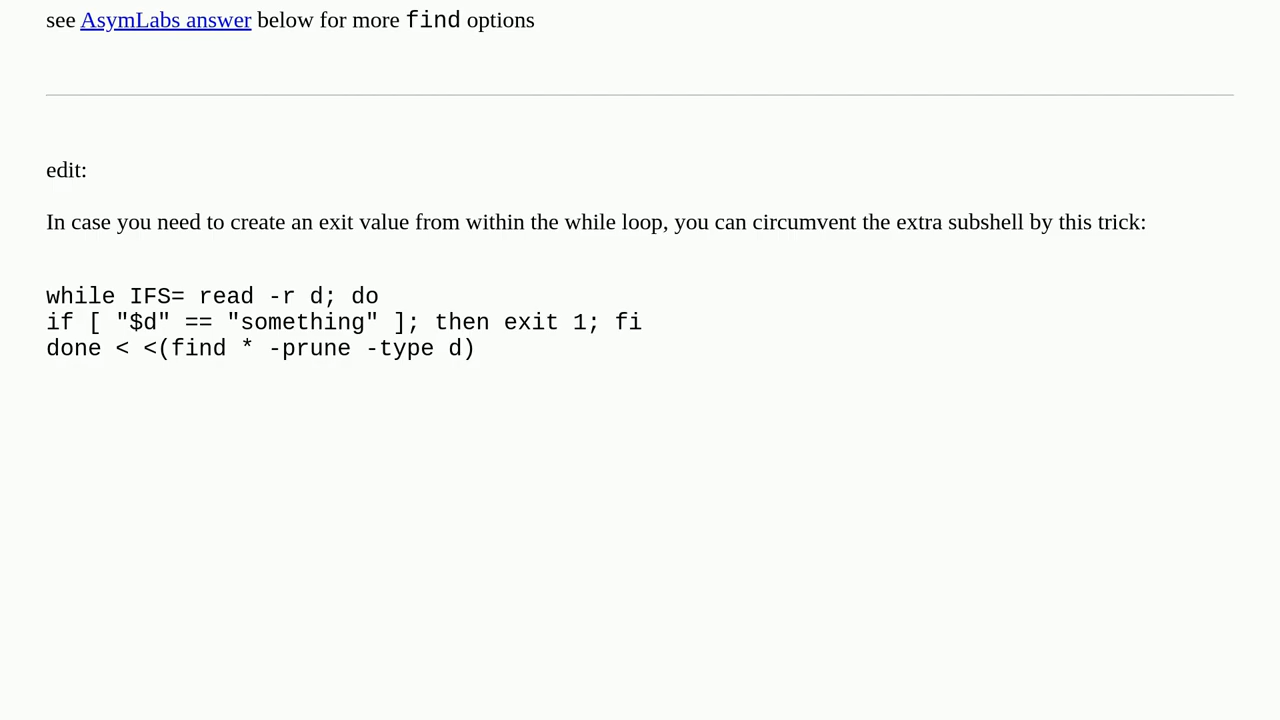 see AsymLabs answer below for more find options
edit:
In case you need to create an exit value from within the while loop, you can circumvent the extra subshell by this trick:
while IFS= read -r d; do
if [ "$d" == "something" ]; then exit 1; fi
done < <(find * -prune -type d)